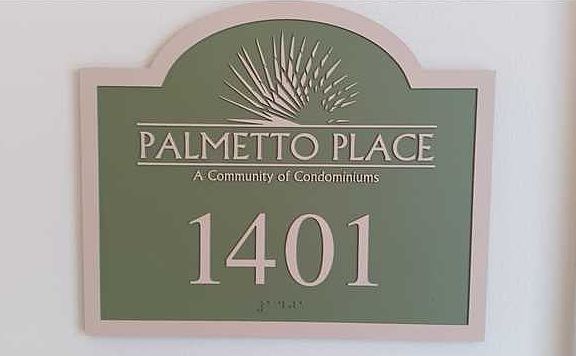 PALMETTO PLACE
A Community of Condominiums
1401